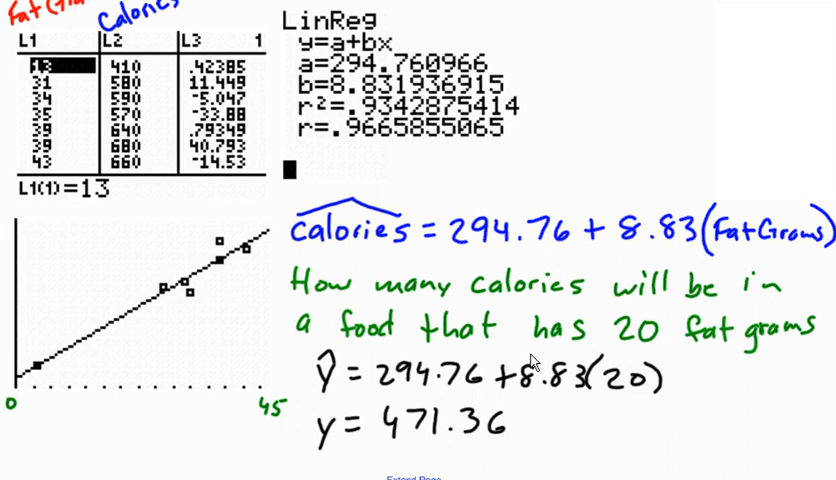 Calories
L1 L2 L3 1
13 410 .42385
31 580 11.449
34 590 -5.047
35 570 -33.88
39 640 .79349
39 680 40.793
43 660 -14.53
L1(1)=13
LinReg
y=a+bx
a=294.760966
b=8.831936915
r²=.9342875414
r=.9665855065
calories = 294.76 + 8.83(FatGrams)
How many calories will be in
a food that has 20 fat grams
ŷ = 294.76 + 8.83(20)
y = 471.36
0 45
Extend Page